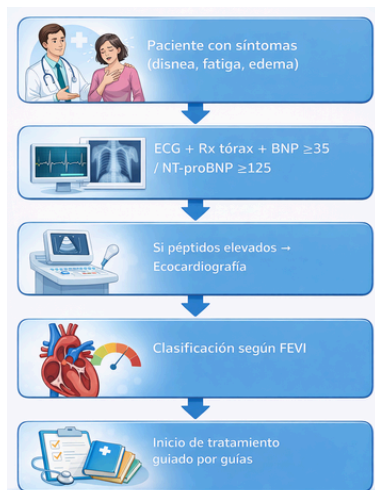 Paciente con síntomas
(disnea, fatiga, edema)
ECG + Rx tórax + BNP ≥35
/ NT-proBNP ≥125
Si péptidos elevados →
Ecocardiografía
Clasificación según FEVI
Inicio de tratamiento
guiado por guías